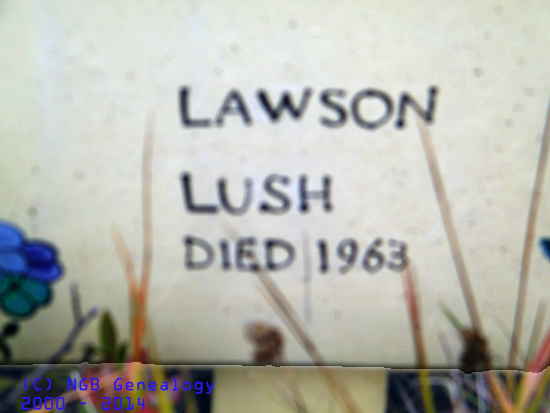 LAWSON
LUSH
DIED 1963
(C) NGB Genealogy
2000 - 2014